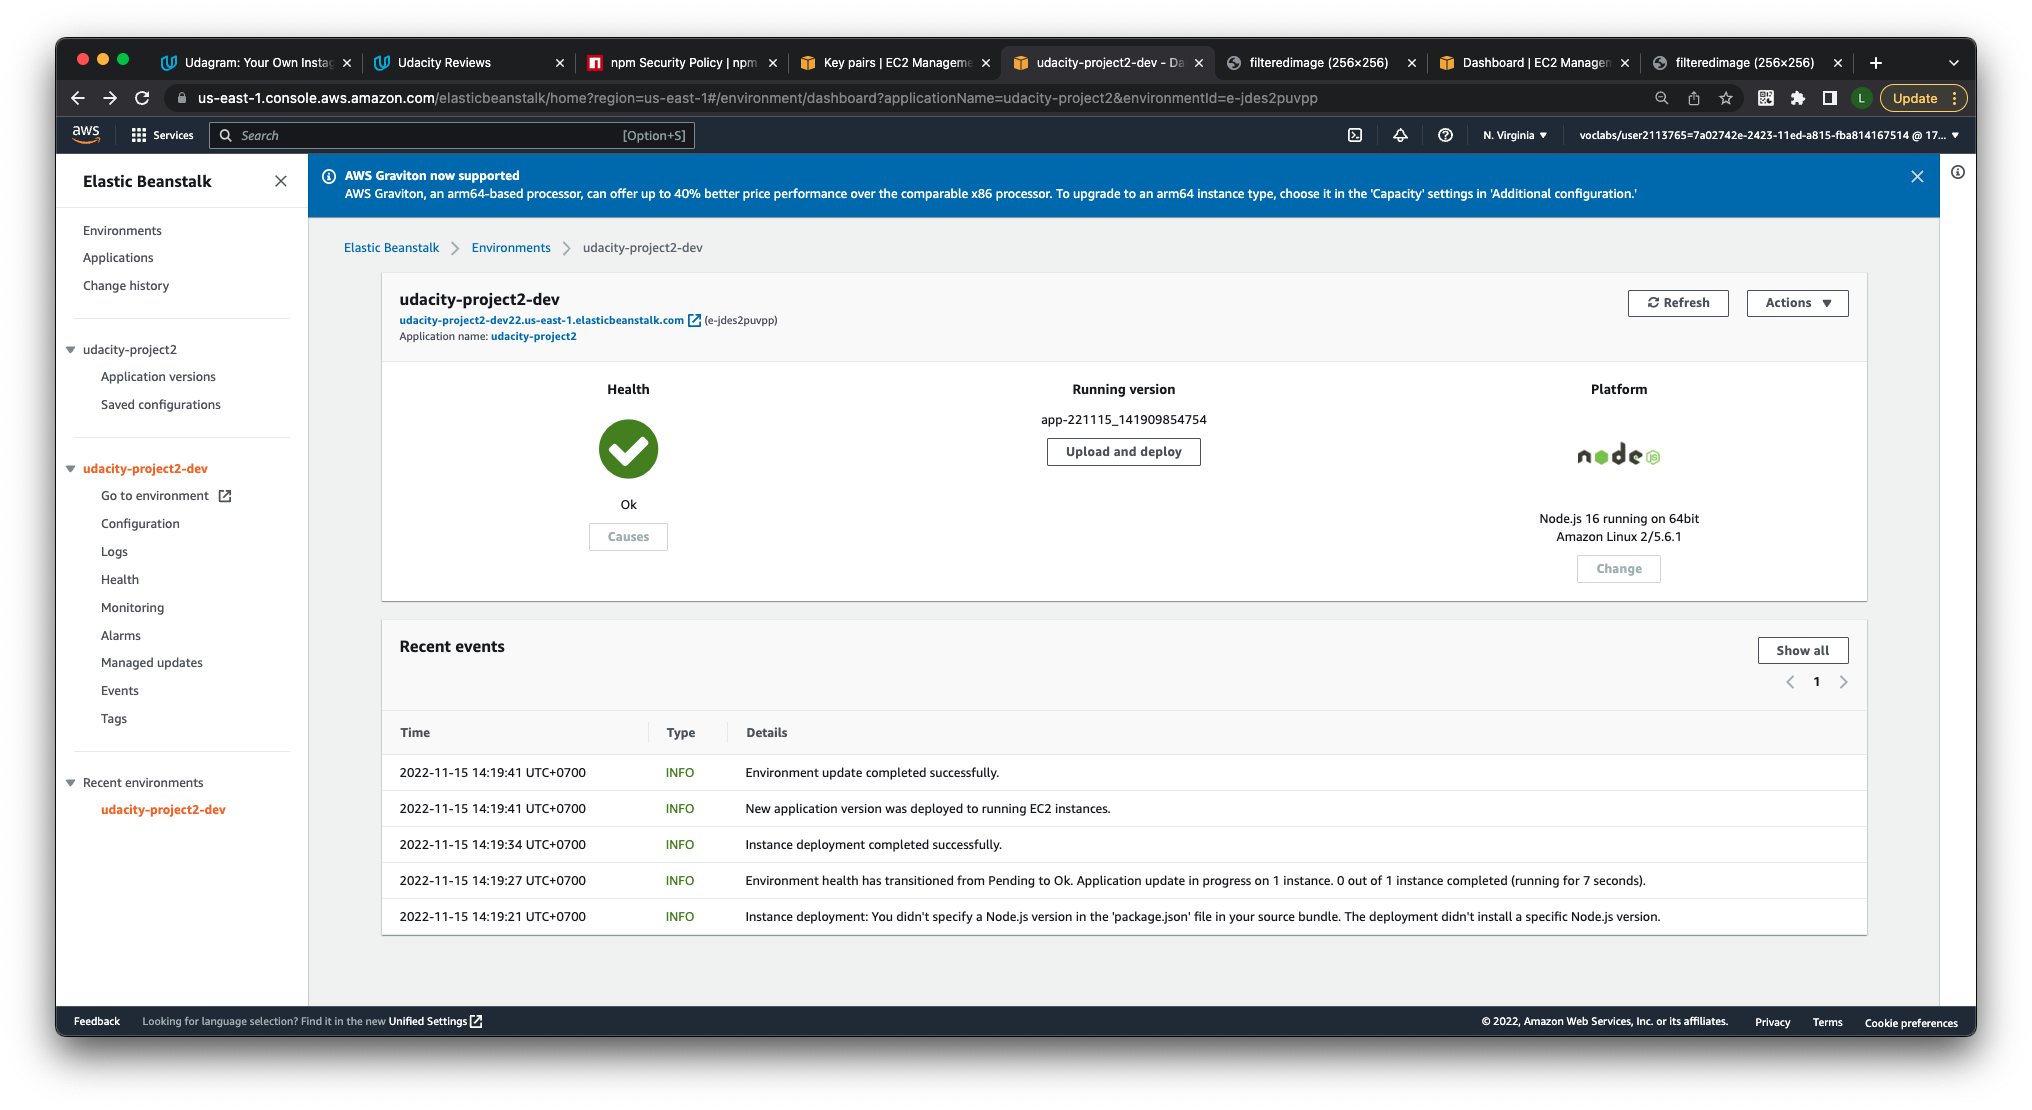 Udagram: Your Own Insta
Udacity Reviews
npm Security Policy | npm
Key pairs | EC2 Manageme
udacity-project2-dev - Da
filteredimage (256×256)
Dashboard | EC2 Managem
filteredimage (256×256)
us-east-1.console.aws.amazon.com/elasticbeanstalk/home?region=us-east-1#/environment/dashboard?applicationName=udacity-project2&environmentId=e-jdes2puvpp
L
Update
aws
Services
Search
[Option+S]
N. Virginia
voclabs/user2113765=7a02742e-2423-11ed-a815-fba814167514 @ 17...
Elastic Beanstalk
Environments
Applications
Change history
udacity-project2
Application versions
Saved configurations
udacity-project2-dev
Go to environment
Configuration
Logs
Health
Monitoring
Alarms
Managed updates
Events
Tags
Recent environments
udacity-project2-dev
AWS Graviton now supported
AWS Graviton, an arm64-based processor, can offer up to 40% better price performance over the comparable x86 processor. To upgrade to an arm64 instance type, choose it in the 'Capacity' settings in 'Additional configuration.'
Elastic Beanstalk
Environments
udacity-project2-dev
udacity-project2-dev
udacity-project2-dev22.us-east-1.elasticbeanstalk.com (e-jdes2puvpp)
Application name: udacity-project2
Refresh
Actions
Health
Ok
Causes
Running version
app-221115_141909854754
Upload and deploy
Platform
node JS
Node.js 16 running on 64bit
Amazon Linux 2/5.6.1
Change
Recent events
Show all
1
Time Type Details
2022-11-15 14:19:41 UTC+0700 INFO Environment update completed successfully.
2022-11-15 14:19:41 UTC+0700 INFO New application version was deployed to running EC2 instances.
2022-11-15 14:19:34 UTC+0700 INFO Instance deployment completed successfully.
2022-11-15 14:19:27 UTC+0700 INFO Environment health has transitioned from Pending to Ok. Application update in progress on 1 instance. 0 out of 1 instance completed (running for 7 seconds).
2022-11-15 14:19:21 UTC+0700 INFO Instance deployment: You didn't specify a Node.js version in the 'package.json' file in your source bundle. The deployment didn't install a specific Node.js version.
Feedback
Looking for language selection? Find it in the new Unified Settings
© 2022, Amazon Web Services, Inc. or its affiliates.
Privacy
Terms
Cookie preferences